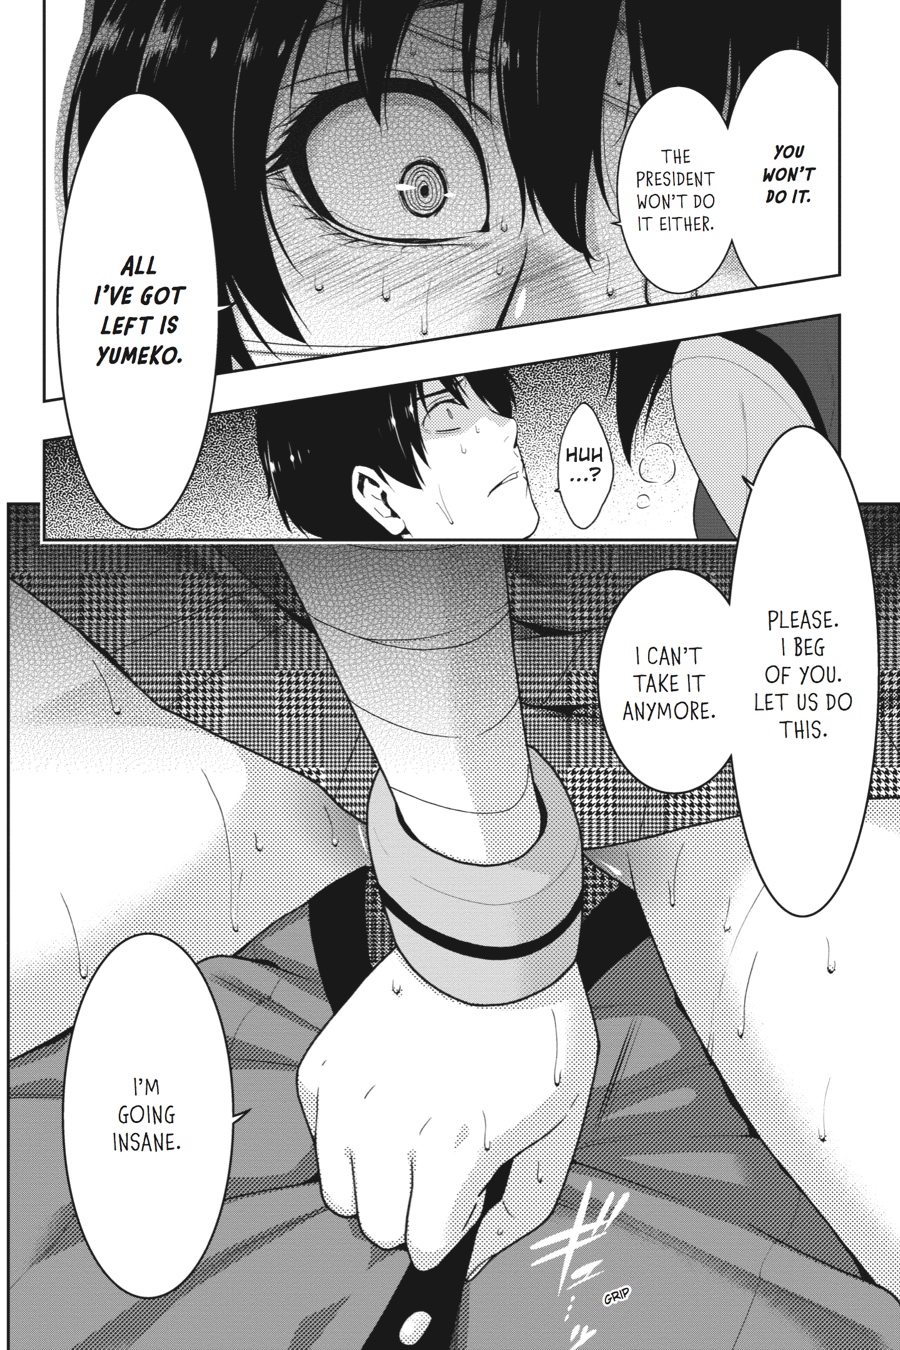 YOU
WON'T
DO IT.
THE
PRESIDENT
WON'T DO
IT EITHER.
ALL
I'VE GOT
LEFT IS
YUMEKO.
HUH
...?
PLEASE.
I BEG
OF YOU.
LET US DO
THIS.
I CAN'T
TAKE IT
ANYMORE.
I'M
GOING
INSANE.
GRIP